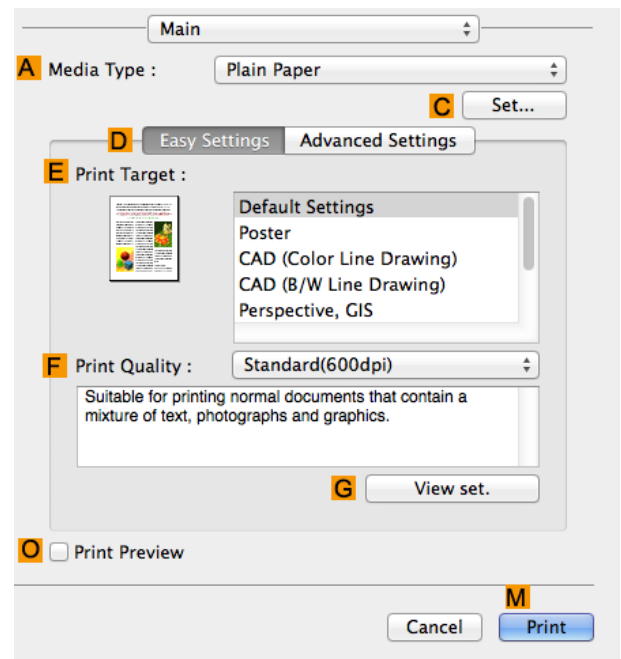 Main
A Media Type : Plain Paper
C Set...
D Easy Settings Advanced Settings
E Print Target :
Default Settings
Poster
CAD (Color Line Drawing)
CAD (B/W Line Drawing)
Perspective, GIS
F Print Quality : Standard(600dpi)
Suitable for printing normal documents that contain a
mixture of text, photographs and graphics.
G View set.
O Print Preview
M
Cancel Print